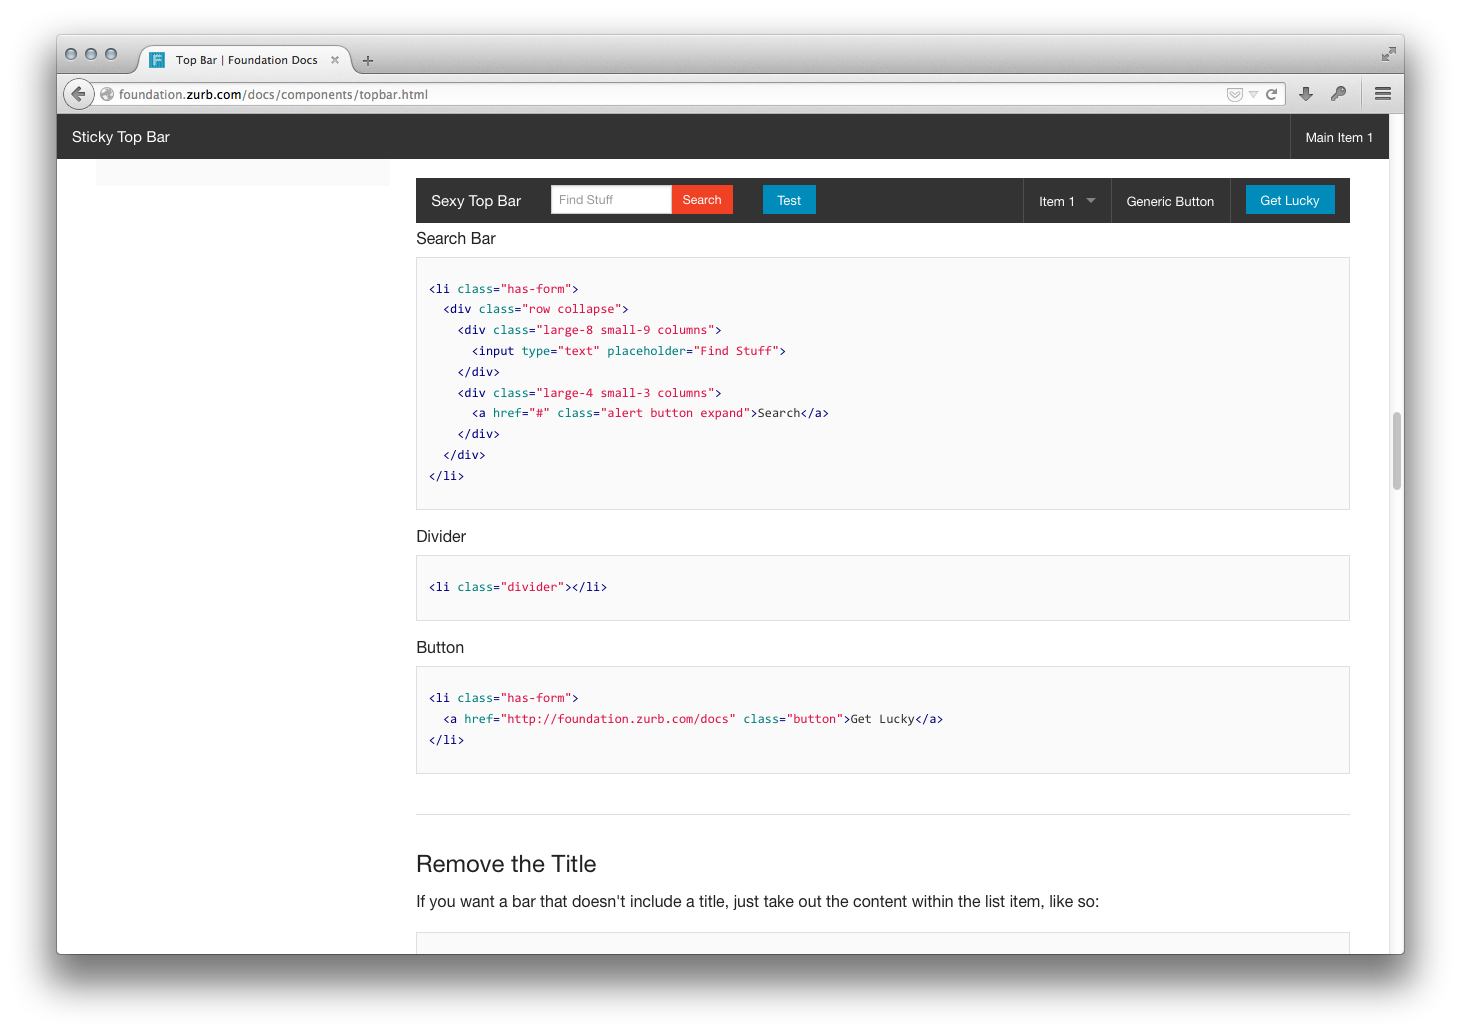 Top Bar | Foundation Docs
foundation.zurb.com/docs/components/topbar.html
Sticky Top Bar
Main Item 1
Sexy Top Bar
Find Stuff
Search
Test
Item 1
Generic Button
Get Lucky
Search Bar
<li class="has-form">
  <div class="row collapse">
    <div class="large-8 small-9 columns">
      <input type="text" placeholder="Find Stuff">
    </div>
    <div class="large-4 small-3 columns">
      <a href="#" class="alert button expand">Search</a>
    </div>
  </div>
</li>
Divider
<li class="divider"></li>
Button
<li class="has-form">
  <a href="http://foundation.zurb.com/docs" class="button">Get Lucky</a>
</li>
Remove the Title
If you want a bar that doesn't include a title, just take out the content within the list item, like so: